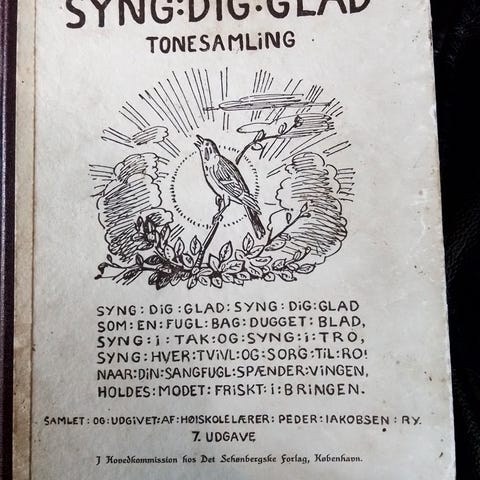 SYNG:DIG:GLAD
TONESAMLING
SYNG : DIG : GLAD : SYNG : DIG : GLAD
SOM : EN : FUGL : BAG : DUGGET : BLAD,
SYNG : I : TAK : OG : SYNG : I : TRO,
SYNG : HVER : TVIVL : OG : SORG : TIL : RO!
NAAR : DIN : SANGFUGL : SPÆNDER : VINGEN,
HOLDES : MODET : FRISKT : I : BRINGEN.
SAMLET : OG : UDGIVET : AF : HØISKOLELÆRER : PEDER : IAKOBSEN : RY.
7. UDGAVE
I Hovedkommission hos Det Schønbergske Forlag, København.